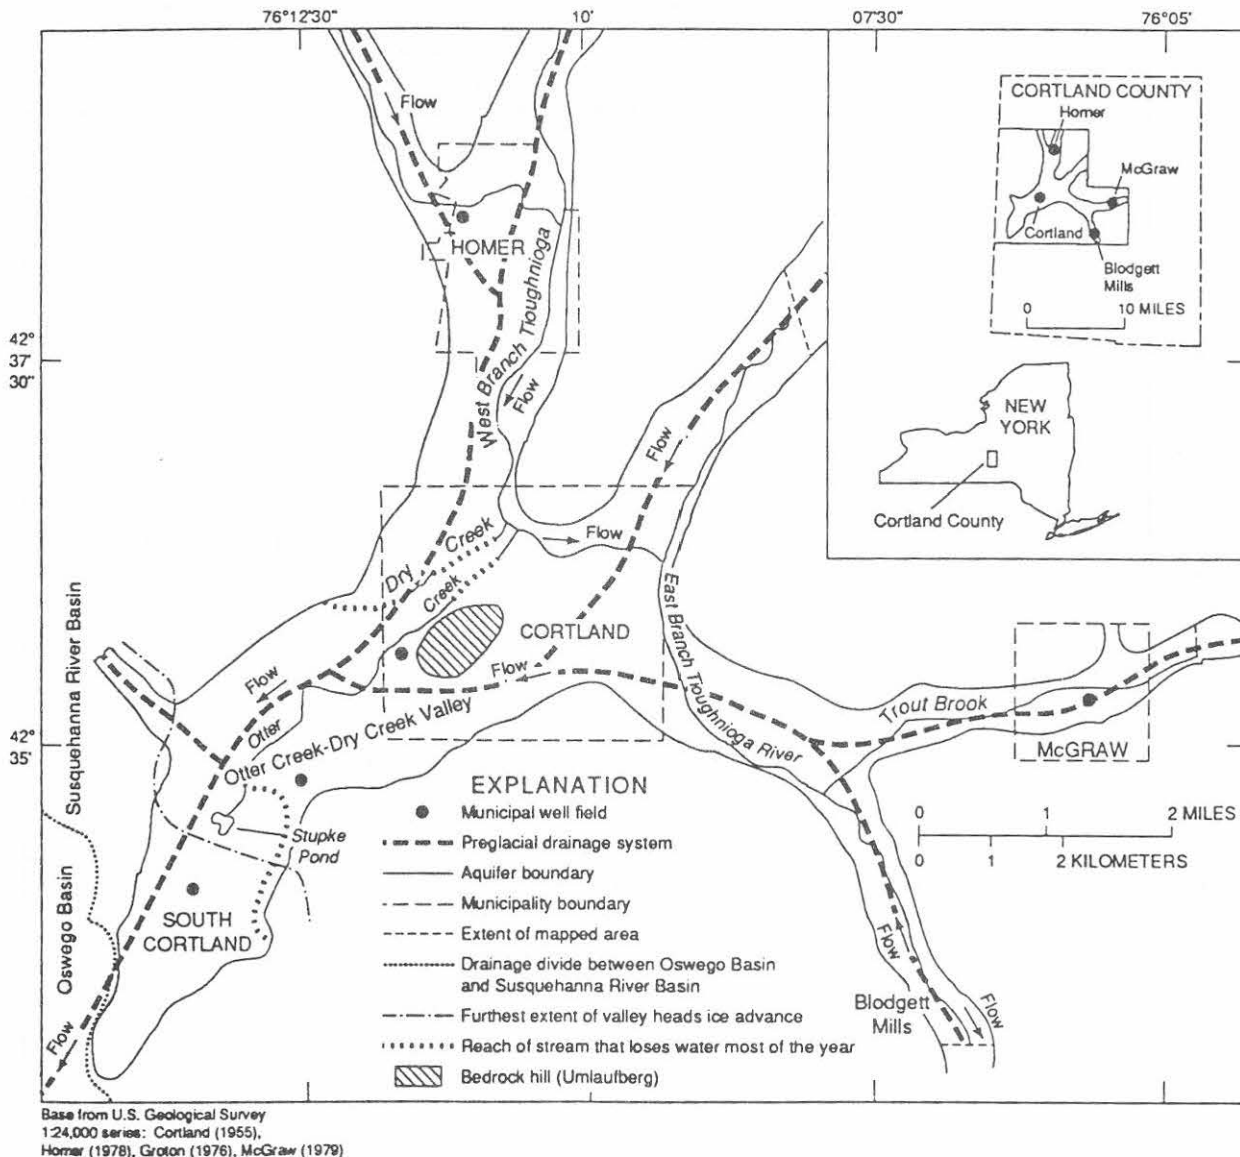 76°12'30"
10'
07'30"
76°05'
Flow
CORTLAND COUNTY
Homer
McGraw
Cortland
Blodgett
Mills
0 10 MILES
HOMER
West Branch Tioughnioga
Flow
42°
37'
30"
Flow
NEW
YORK
Cortland County
Dry Creek
Creek
Flow
East Branch Tioughnioga River
CORTLAND
Flow
Flow
Otter
Otter Creek-Dry Creek Valley
Trout Brook
McGRAW
42°
35'
Susquehanna River Basin
Oswego Basin
Stupke
Pond
SOUTH
CORTLAND
Flow
EXPLANATION
Municipal well field
Preglacial drainage system
Aquifer boundary
Municipality boundary
Extent of mapped area
Drainage divide between Oswego Basin
and Susquehanna River Basin
Furthest extent of valley heads ice advance
Reach of stream that loses water most of the year
Bedrock hill (Umlaufberg)
0 1 2 MILES
0 1 2 KILOMETERS
Flow
Blodgett
Mills
Flow
Base from U.S. Geological Survey
1:24,000 series: Cortland (1955),
Homer (1978), Groton (1976), McGraw (1979)